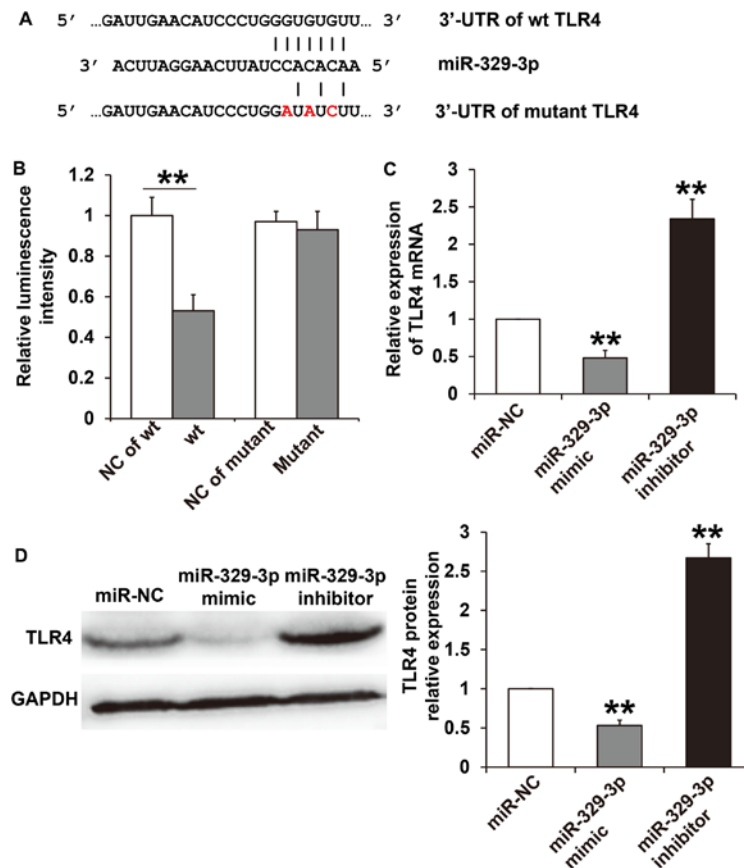 A
5′ ...GAUUGAACAUCCCUGGGUGUGUU... 3′ 3′-UTR of wt TLR4
3′ ACUUAGGAACUUAUCCACACAA 5′ miR-329-3p
5′ ...GAUUGAACAUCCCUGGAUAUCUU... 3′ 3′-UTR of mutant TLR4
B
Relative luminescence
intensity
1.2
1
0.8
0.6
0.4
0.2
0
**
NC of wt
wt
NC of mutant
Mutant
C
Relative expression
of TLR4 mRNA
3
2.5
2
1.5
1
0.5
0
**
**
miR-NC
miR-329-3p
mimic
miR-329-3p
inhibitor
D
miR-NC
miR-329-3p
mimic
miR-329-3p
inhibitor
TLR4
GAPDH
TLR4 protein
relative expression
3
2.5
2
1.5
1
0.5
0
**
**
miR-NC
miR-329-3p
mimic
miR-329-3p
inhibitor